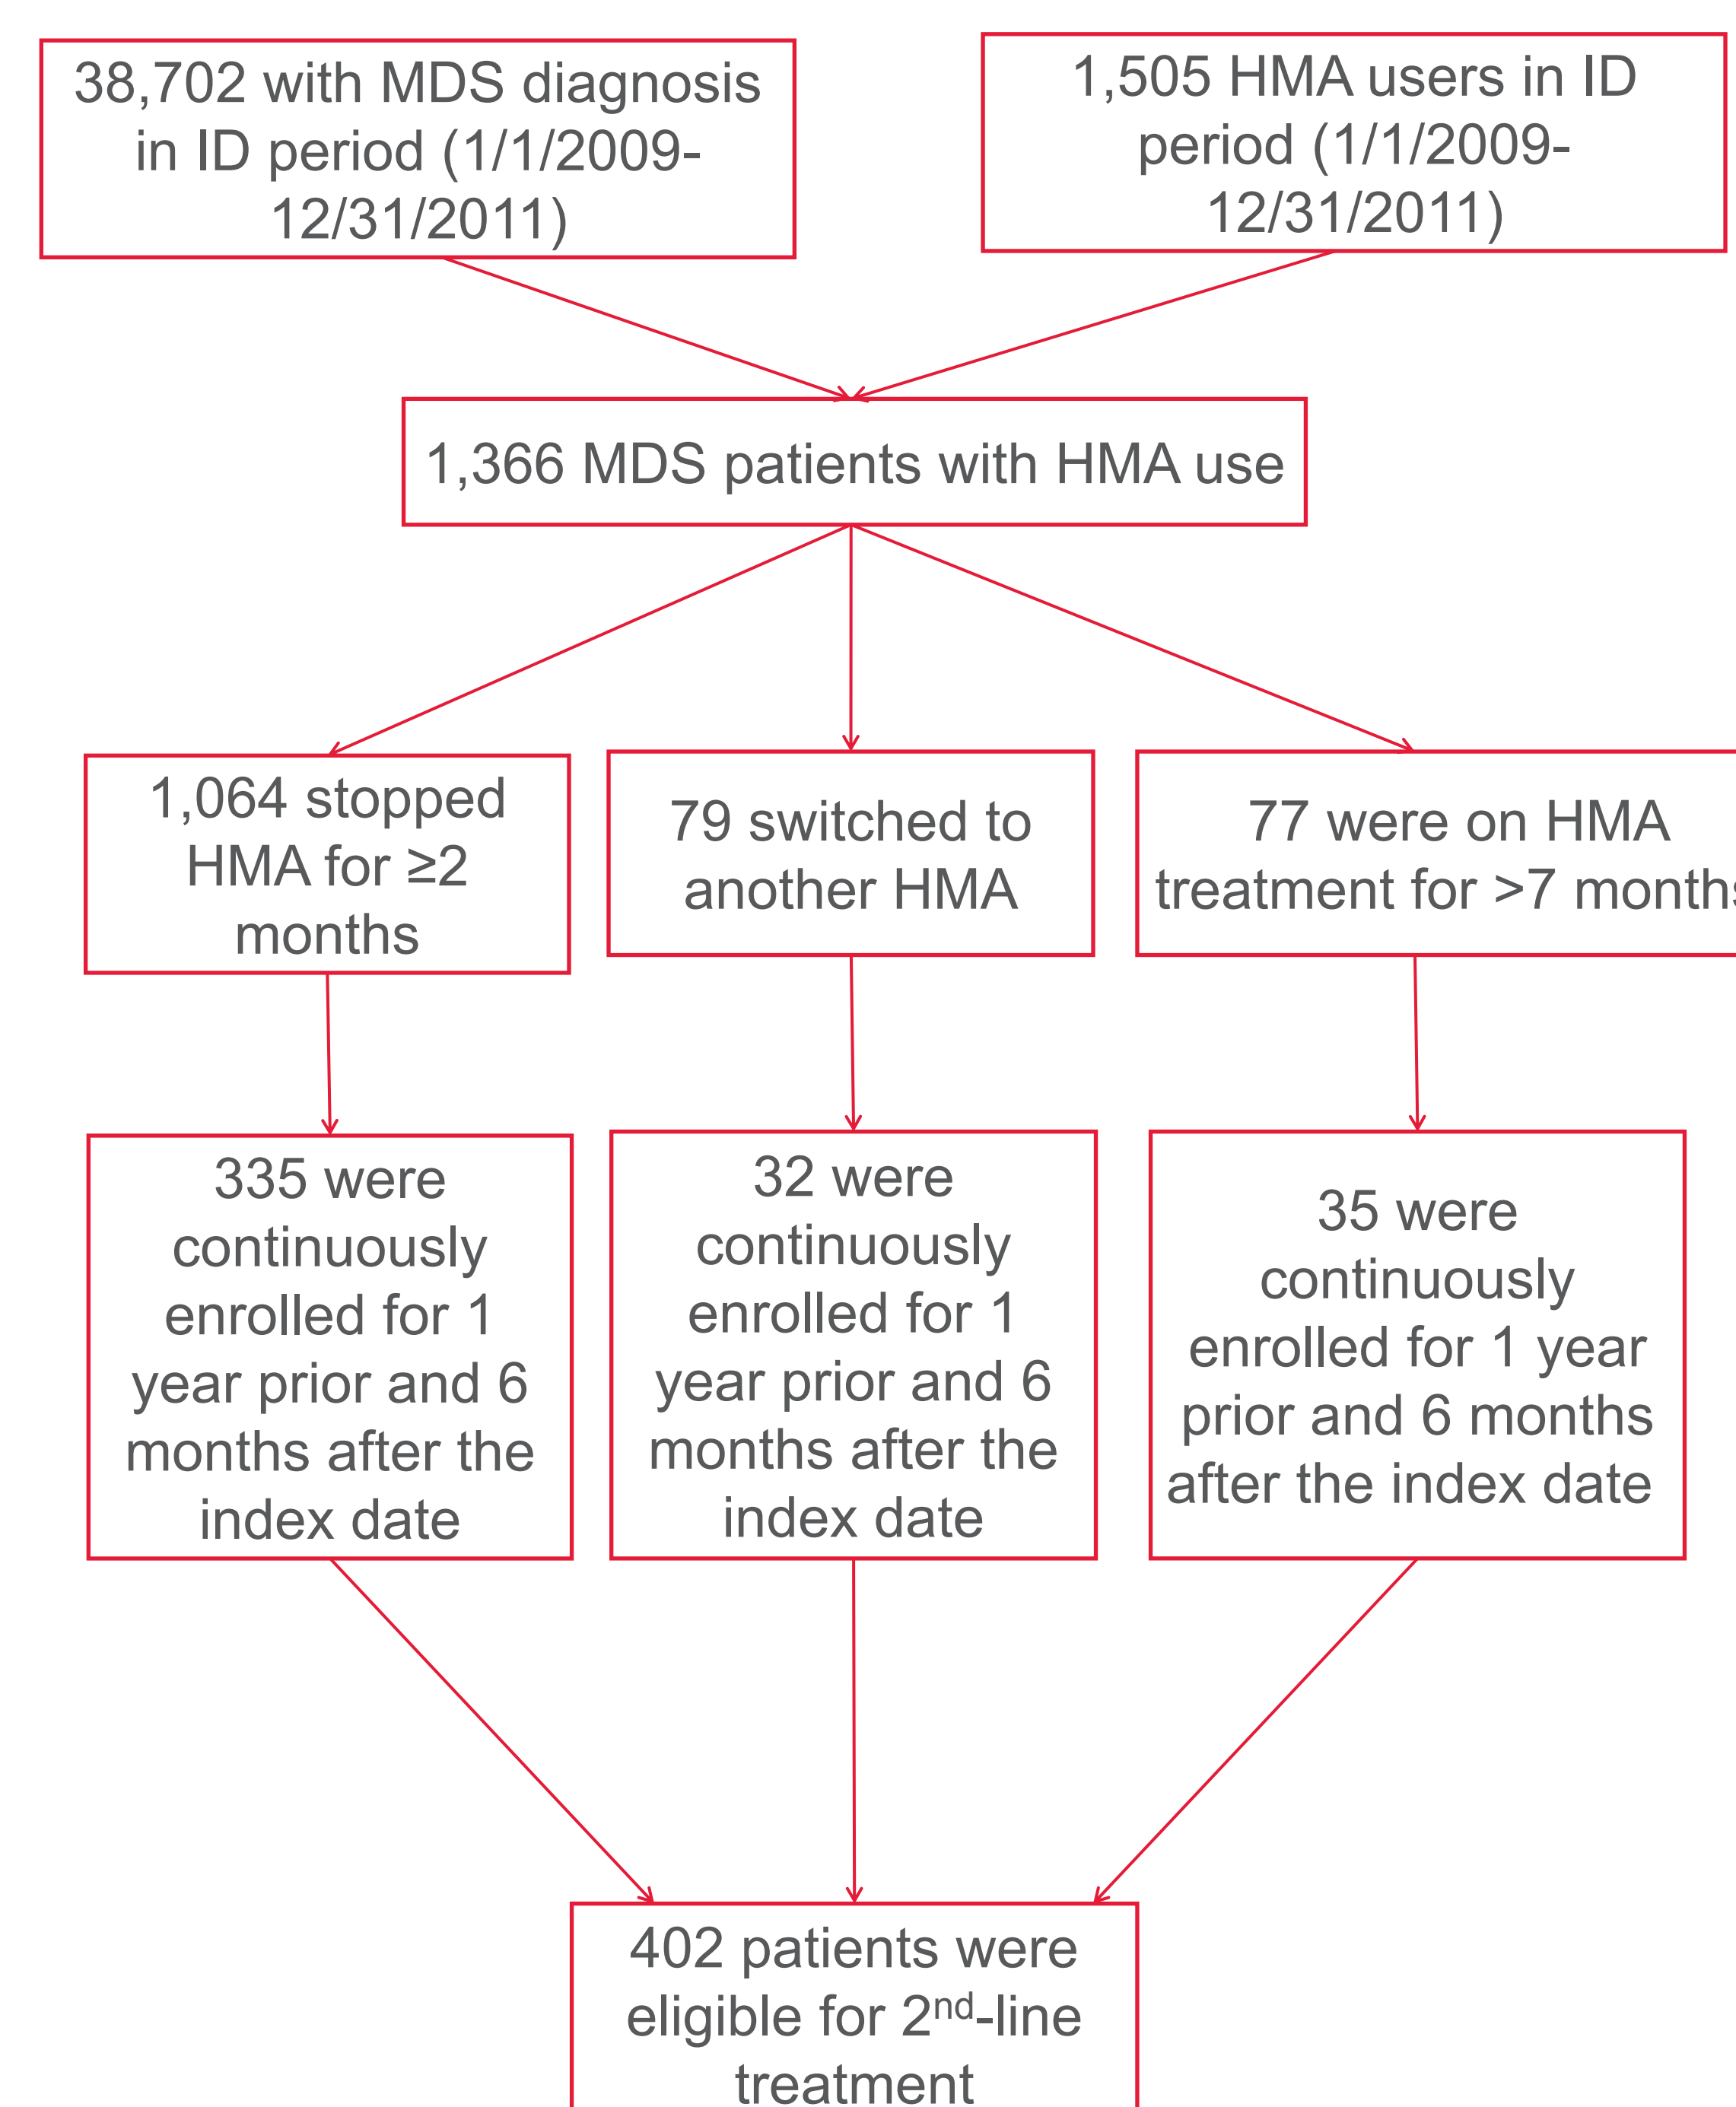 38,702 with MDS diagnosis
in ID period (1/1/2009-
12/31/2011)
1,505 HMA users in ID
period (1/1/2009-
12/31/2011)
1,366 MDS patients with HMA use
1,064 stopped
HMA for ≥2
months
79 switched to
another HMA
77 were on HMA
treatment for >7 months
335 were
continuously
enrolled for 1
year prior and 6
months after the
index date
32 were
continuously
enrolled for 1
year prior and 6
months after the
index date
35 were
continuously
enrolled for 1 year
prior and 6 months
after the index date
402 patients were
eligible for 2nd-line
treatment